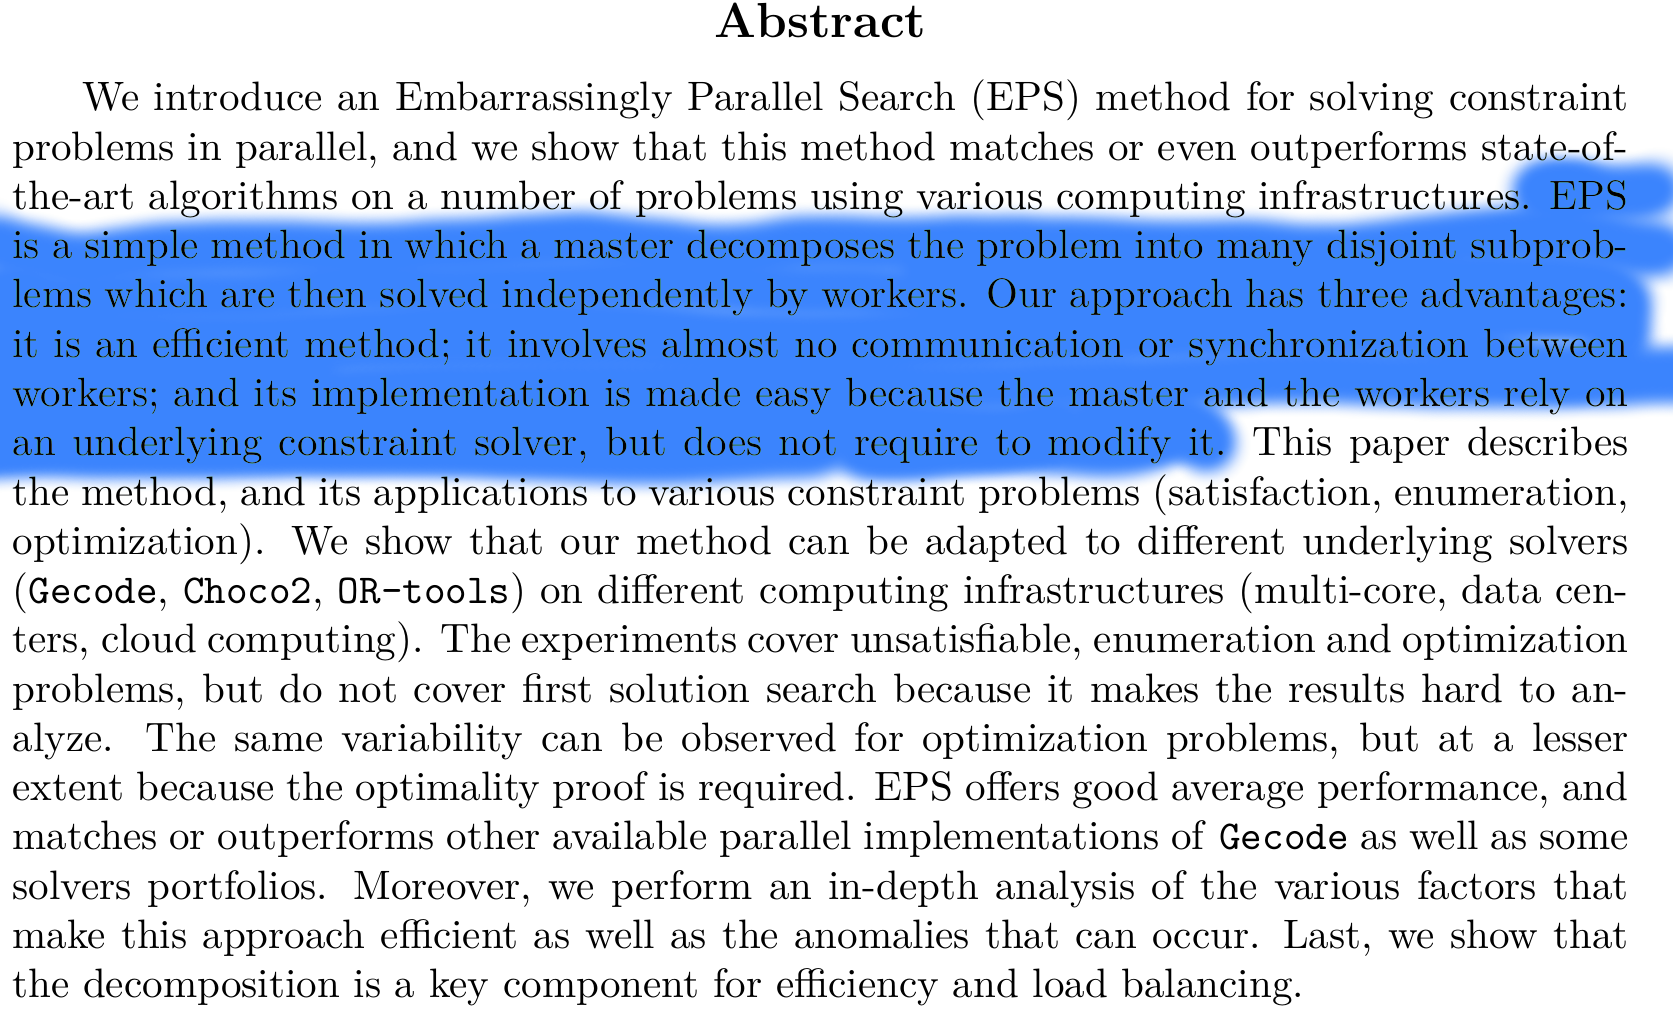 Abstract
We introduce an Embarrassingly Parallel Search (EPS) method for solving constraint
problems in parallel, and we show that this method matches or even outperforms state-of-
the-art algorithms on a number of problems using various computing infrastructures. EPS
is a simple method in which a master decomposes the problem into many disjoint subprob-
lems which are then solved independently by workers. Our approach has three advantages:
it is an efficient method; it involves almost no communication or synchronization between
workers; and its implementation is made easy because the master and the workers rely on
an underlying constraint solver, but does not require to modify it. This paper describes
the method, and its applications to various constraint problems (satisfaction, enumeration,
optimization). We show that our method can be adapted to different underlying solvers
(Gecode, Choco2, OR-tools) on different computing infrastructures (multi-core, data cen-
ters, cloud computing). The experiments cover unsatisfiable, enumeration and optimization
problems, but do not cover first solution search because it makes the results hard to an-
alyze. The same variability can be observed for optimization problems, but at a lesser
extent because the optimality proof is required. EPS offers good average performance, and
matches or outperforms other available parallel implementations of Gecode as well as some
solvers portfolios. Moreover, we perform an in-depth analysis of the various factors that
make this approach efficient as well as the anomalies that can occur. Last, we show that
the decomposition is a key component for efficiency and load balancing.